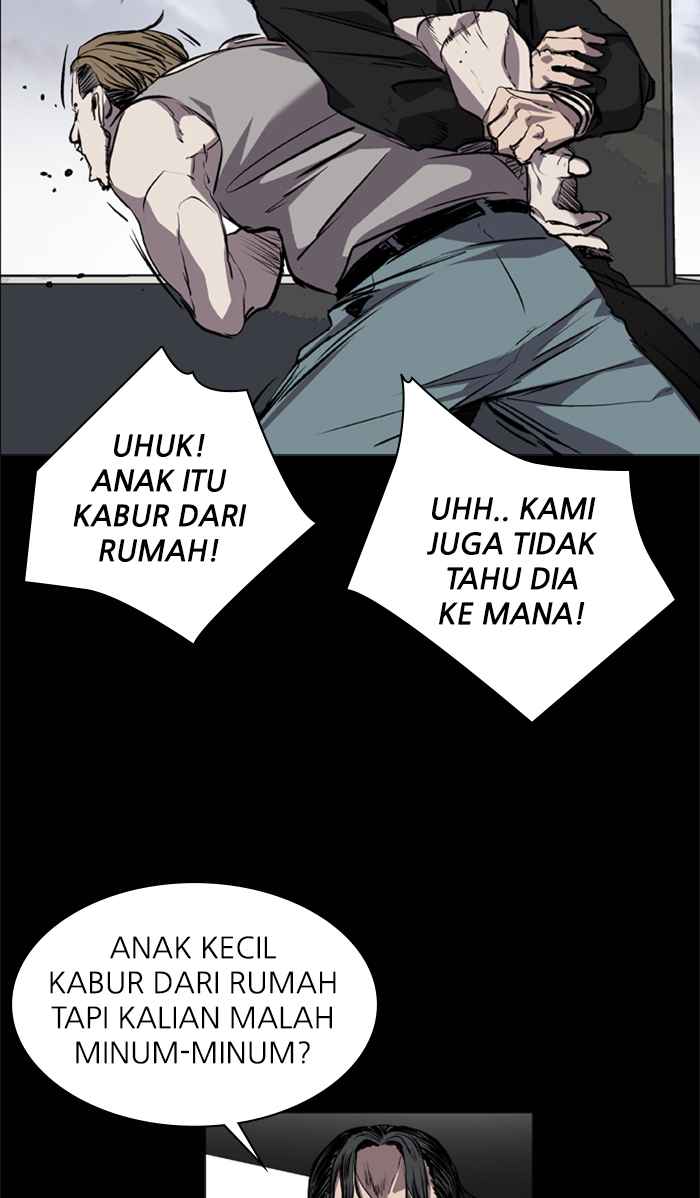 UHUK!
ANAK ITU
KABUR DARI
RUMAH!
UHH.. KAMI
JUGA TIDAK
TAHU DIA
KE MANA!
ANAK KECIL
KABUR DARI RUMAH
TAPI KALIAN MALAH
MINUM-MINUM?